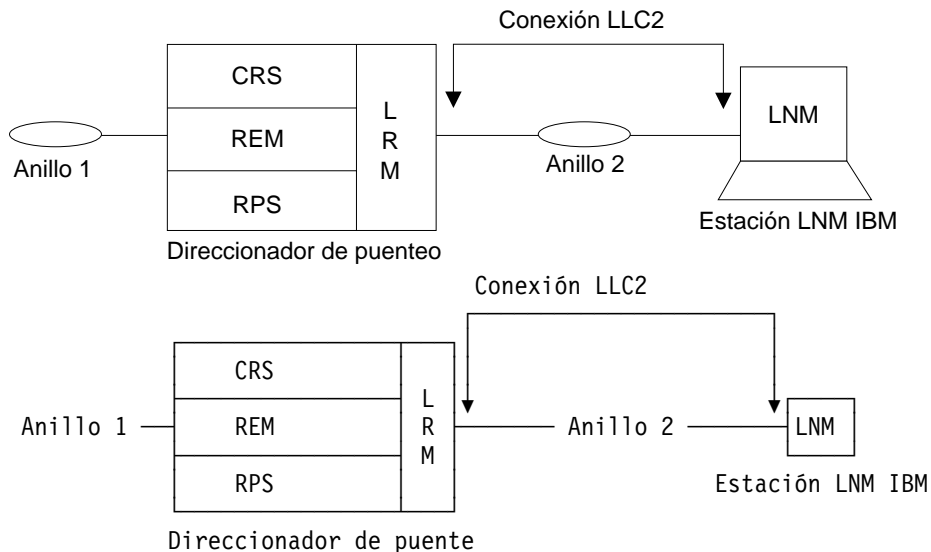 Conexión LLC2
CRS
REM
RPS
L
R
M
LNM
Anillo 1
Anillo 2
Estación LNM IBM
Direccionador de puenteo
Conexión LLC2
CRS
REM
RPS
L
R
M
Anillo 1
Anillo 2
LNM
Estación LNM IBM
Direccionador de puente